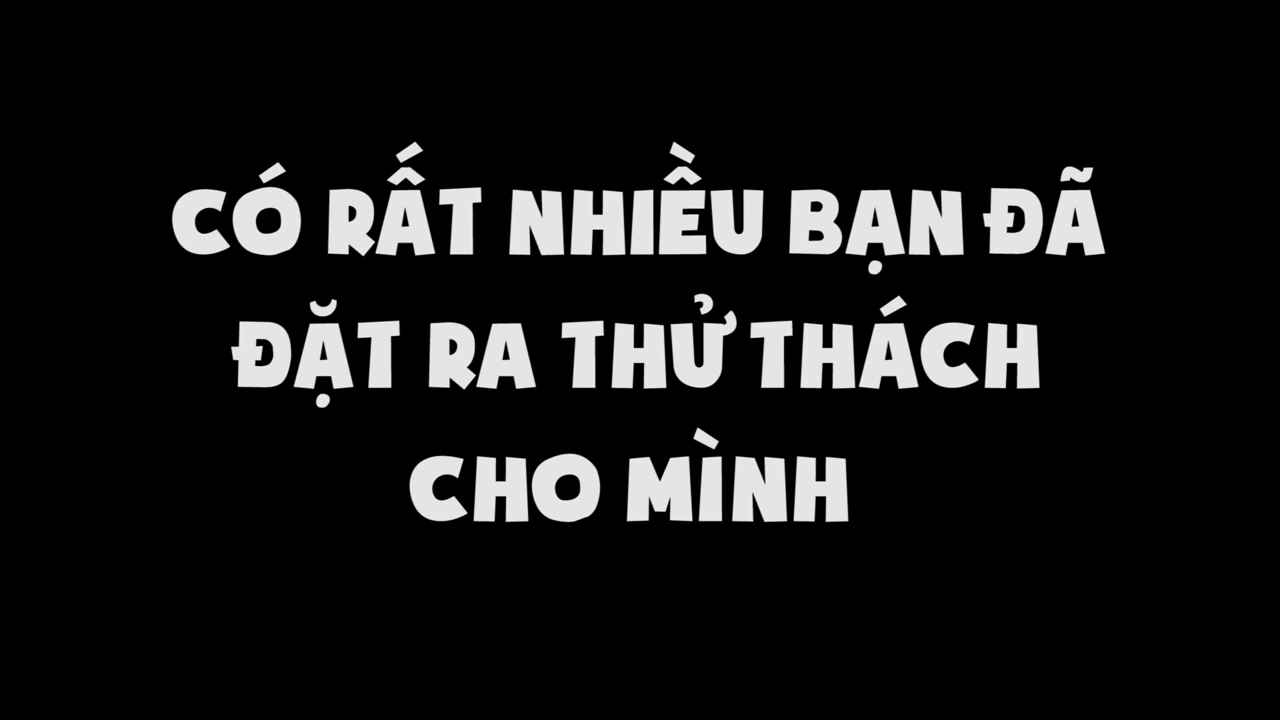 CÓ RẤT NHIỀU BẠN ĐÃ
ĐẶT RA THỬ THÁCH
CHO MÌNH